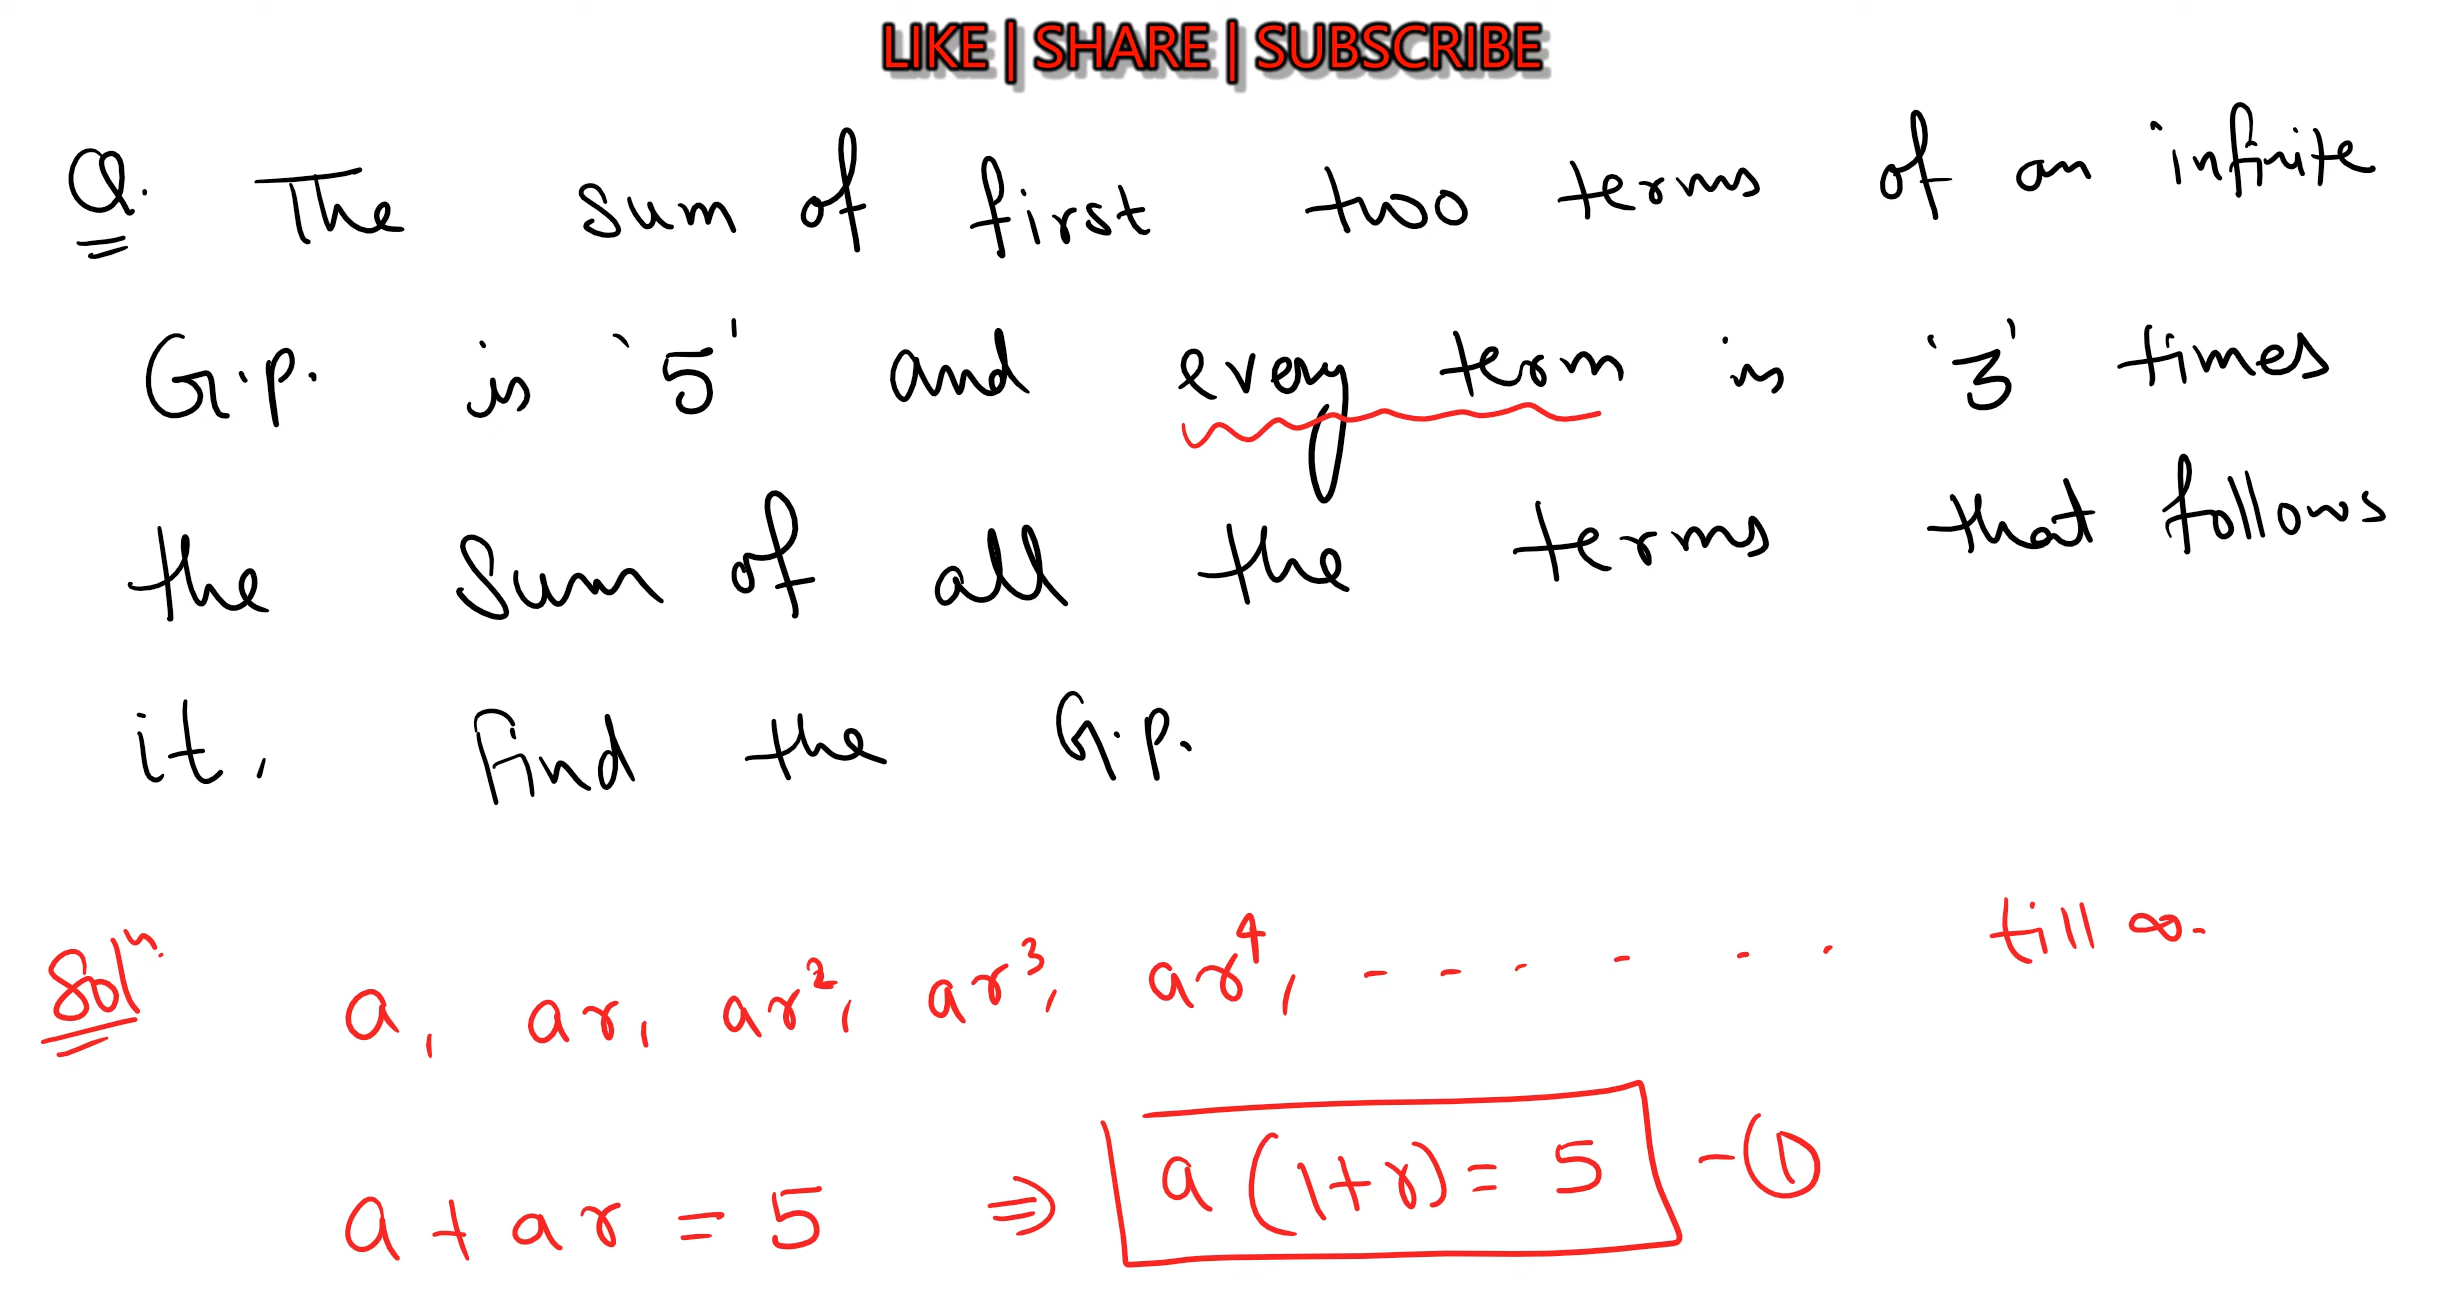 LIKE | SHARE | SUBSCRIBE
Q. The sum of first two terms of an infinite
G.P. is '5' and every term is '3' times
the sum of all the terms that follows
it, Find the G.P.
Solⁿ. a, ar, ar², ar³, ar⁴, - - - - - - till ∞.
a + ar = 5 ⇒ a(1+r) = 5 - ①